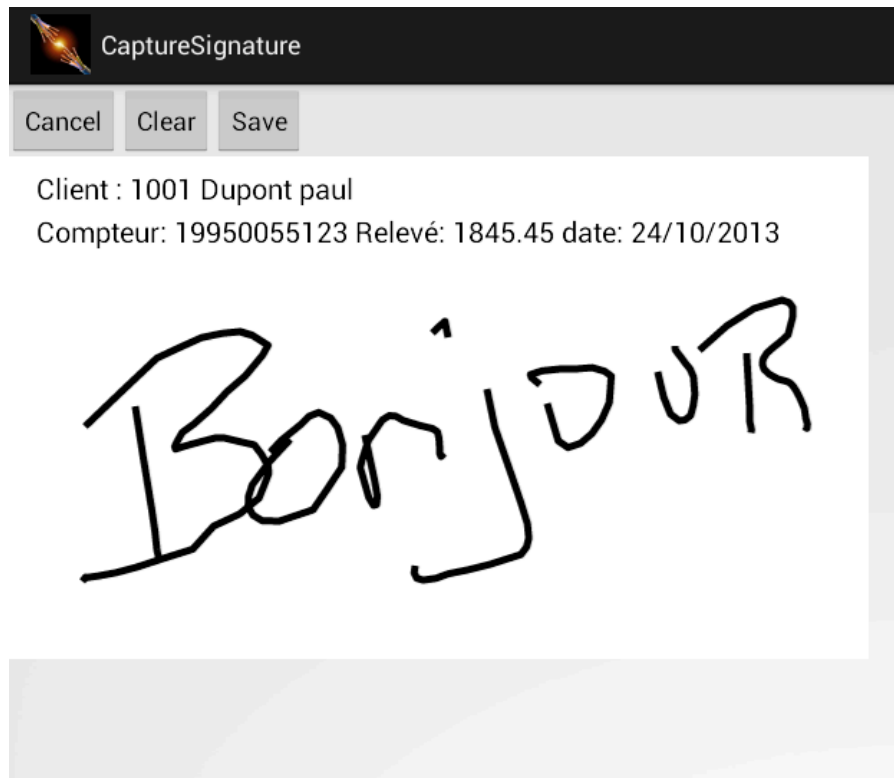 CaptureSignature
Cancel Clear Save
Client : 1001 Dupont paul
Compteur: 19950055123 Relevé: 1845.45 date: 24/10/2013
BonjouR